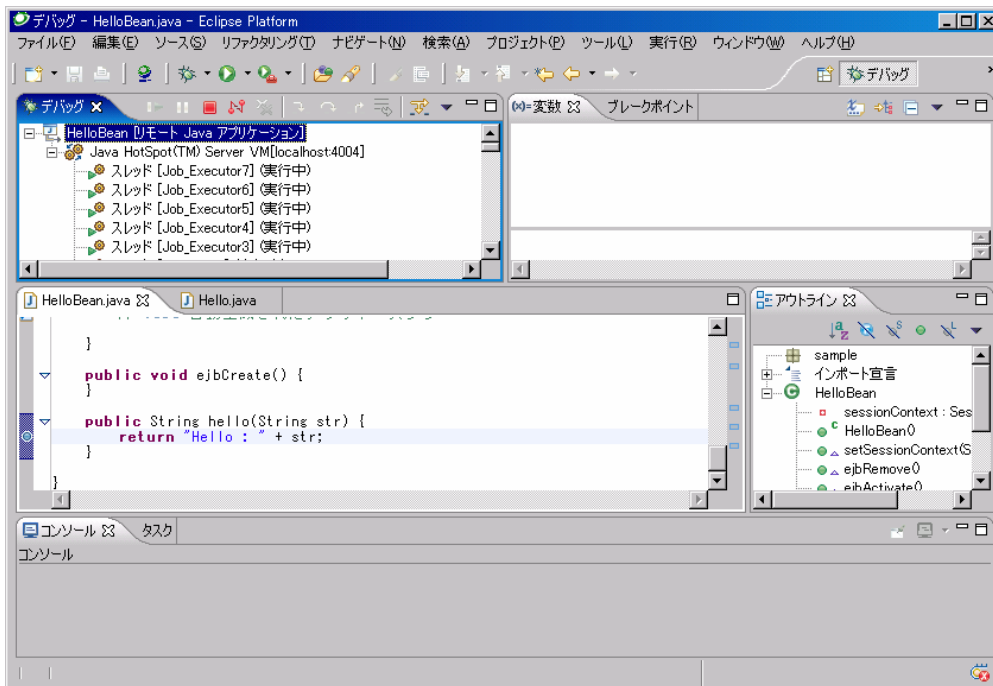 デバッグ - HelloBean.java - Eclipse Platform
ファイル(F) 編集(E) ソース(S) リファクタリング(T) ナビゲート(N) 検索(A) プロジェクト(P) ツール(L) 実行(R) ウィンドウ(W) ヘルプ(H)
デバッグ
デバッグ
HelloBean [リモート Java アプリケーション]
Java HotSpot(TM) Server VM[localhost:4004]
スレッド [Job_Executor7] (実行中)
スレッド [Job_Executor6] (実行中)
スレッド [Job_Executor5] (実行中)
スレッド [Job_Executor4] (実行中)
スレッド [Job_Executor3] (実行中)
(x)=変数 ブレークポイント
HelloBean.java Hello.java
}
public void ejbCreate() {
}
public String hello(String str) {
return "Hello : " + str;
}
}
アウトライン
sample
インポート宣言
HelloBean
sessionContext : Ses
HelloBean()
setSessionContext(S
ejbRemove()
ejbActivate()
コンソール タスク
コンソール